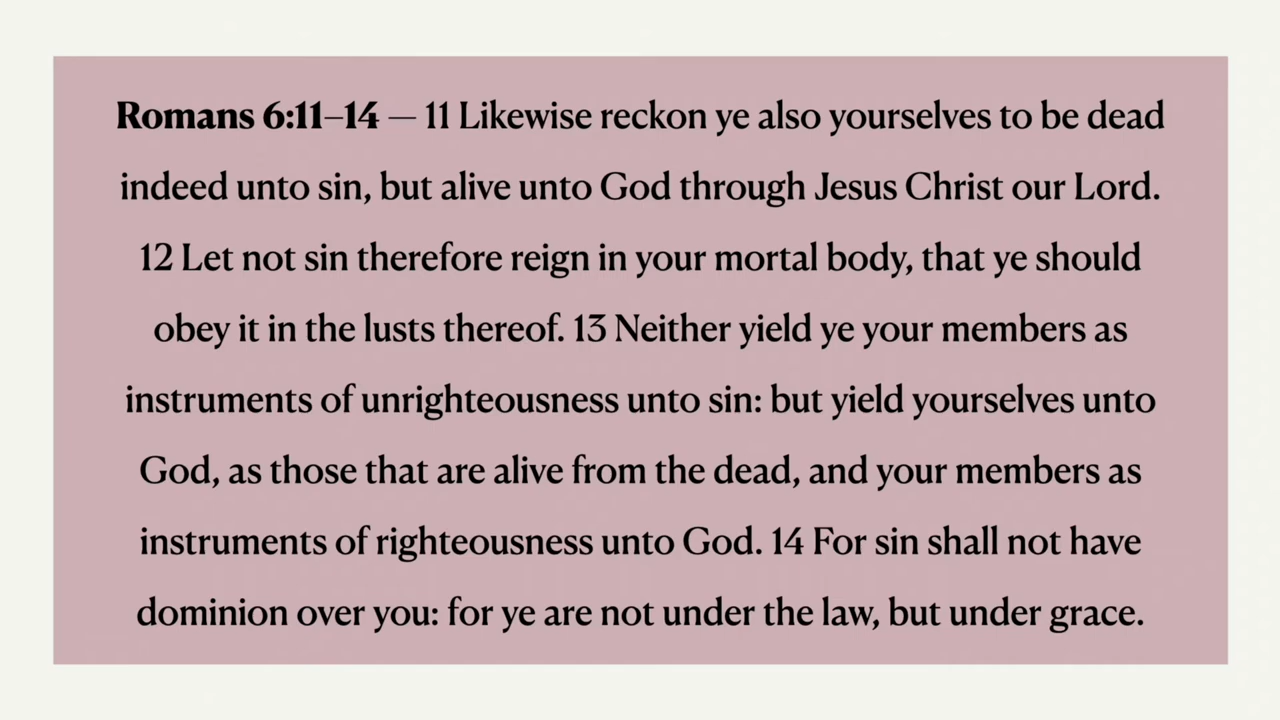 Romans 6:11–14 — 11 Likewise reckon ye also yourselves to be dead
indeed unto sin, but alive unto God through Jesus Christ our Lord.
12 Let not sin therefore reign in your mortal body, that ye should
obey it in the lusts thereof. 13 Neither yield ye your members as
instruments of unrighteousness unto sin: but yield yourselves unto
God, as those that are alive from the dead, and your members as
instruments of righteousness unto God. 14 For sin shall not have
dominion over you: for ye are not under the law, but under grace.